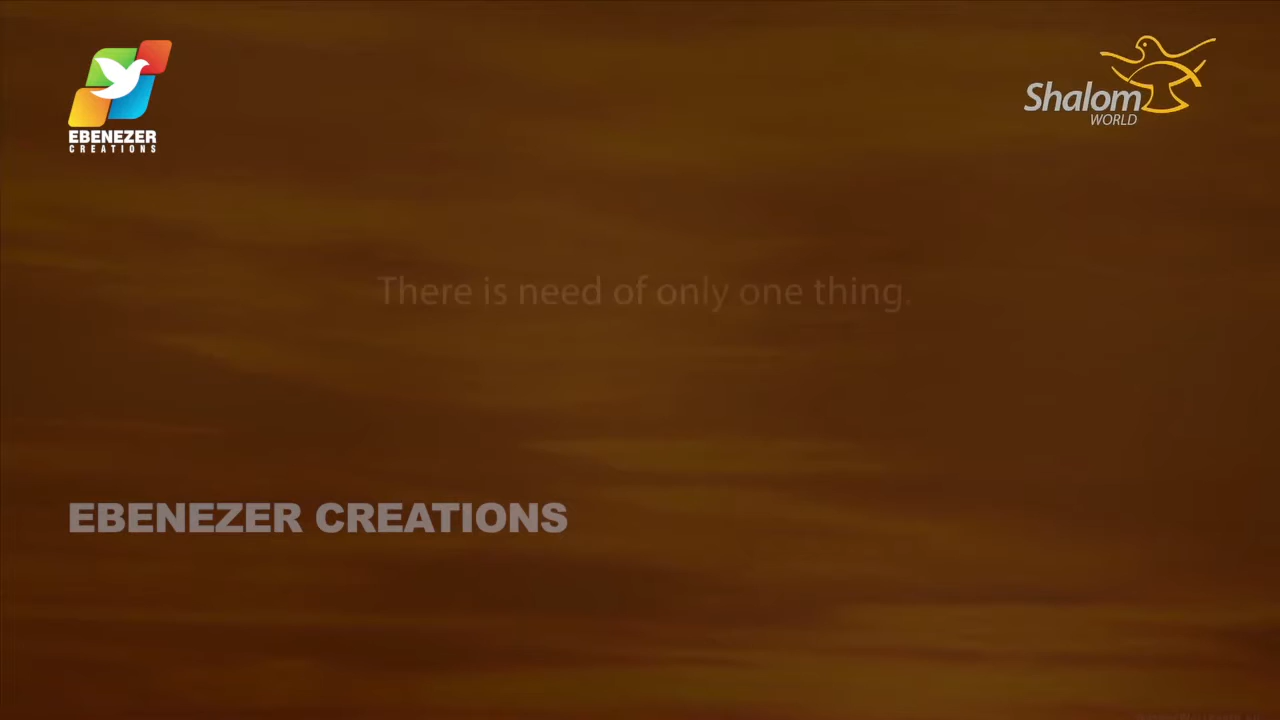 EBENEZER
CREATIONS
Shalom
WORLD
There is need of only one thing.
EBENEZER CREATIONS